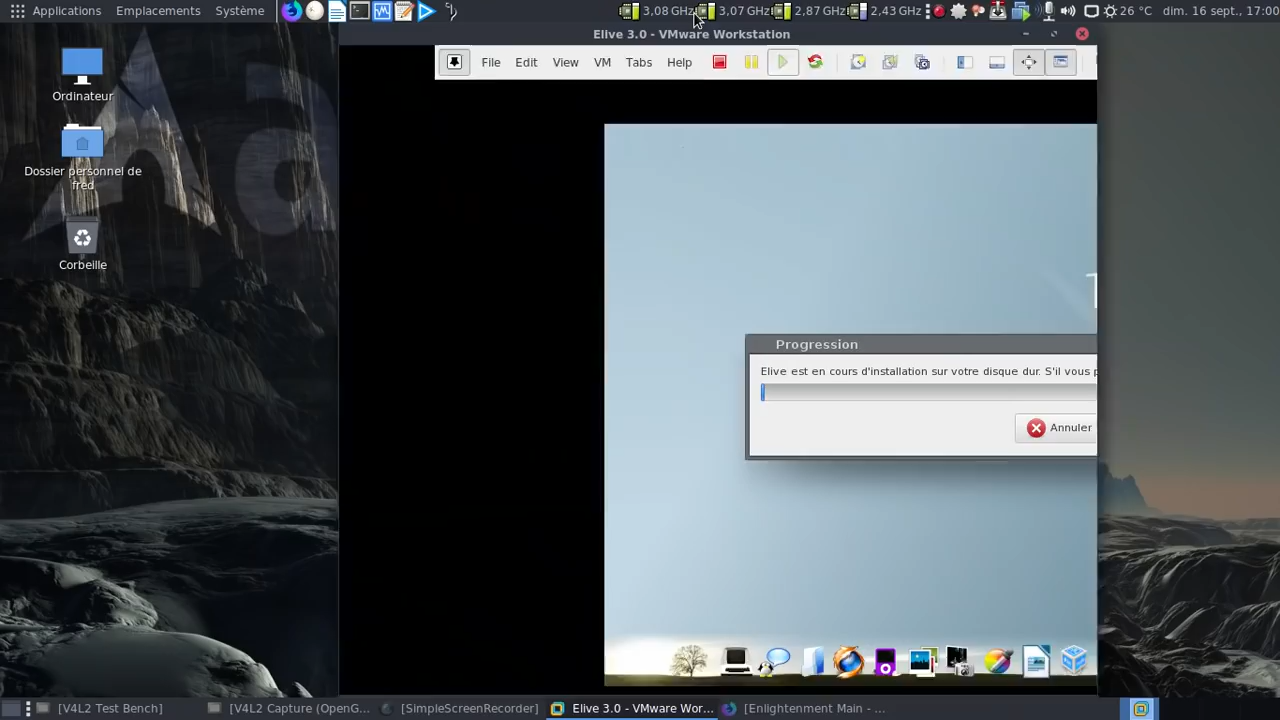 Applications Emplacements Système 3,08 GHz 3,07 GHz 2,87 GHz 2,43 GHz 26 °C dim. 16 sept., 17:00
Elive 3.0 - VMware Workstation
File Edit View VM Tabs Help
Ordinateur
Dossier personnel de
fred
Corbeille
Progression
Elive est en cours d'installation sur votre disque dur. S'il vous p
Annuler
[V4L2 Test Bench] [V4L2 Capture (OpenG... [SimpleScreenRecorder] Elive 3.0 - VMware Wor... [Enlightenment Main - ...